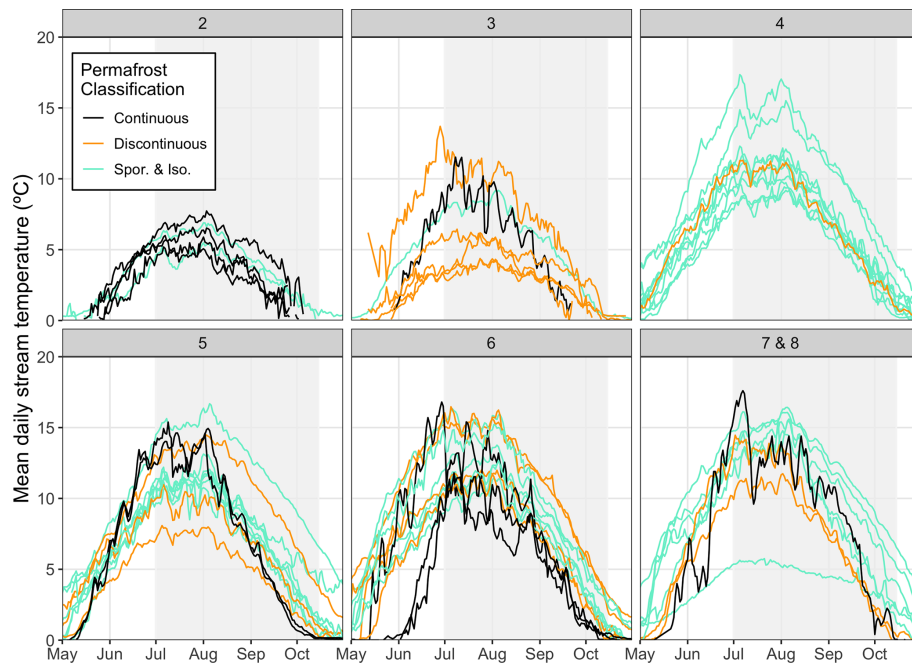 2
3
4
20
15
10
5
0
Permafrost
Classification
Continuous
Discontinuous
Spor. & Iso.
Mean daily stream temperature (ºC)
5
6
7 & 8
20
15
10
5
0
May Jun Jul Aug Sep Oct May Jun Jul Aug Sep Oct May Jun Jul Aug Sep Oct